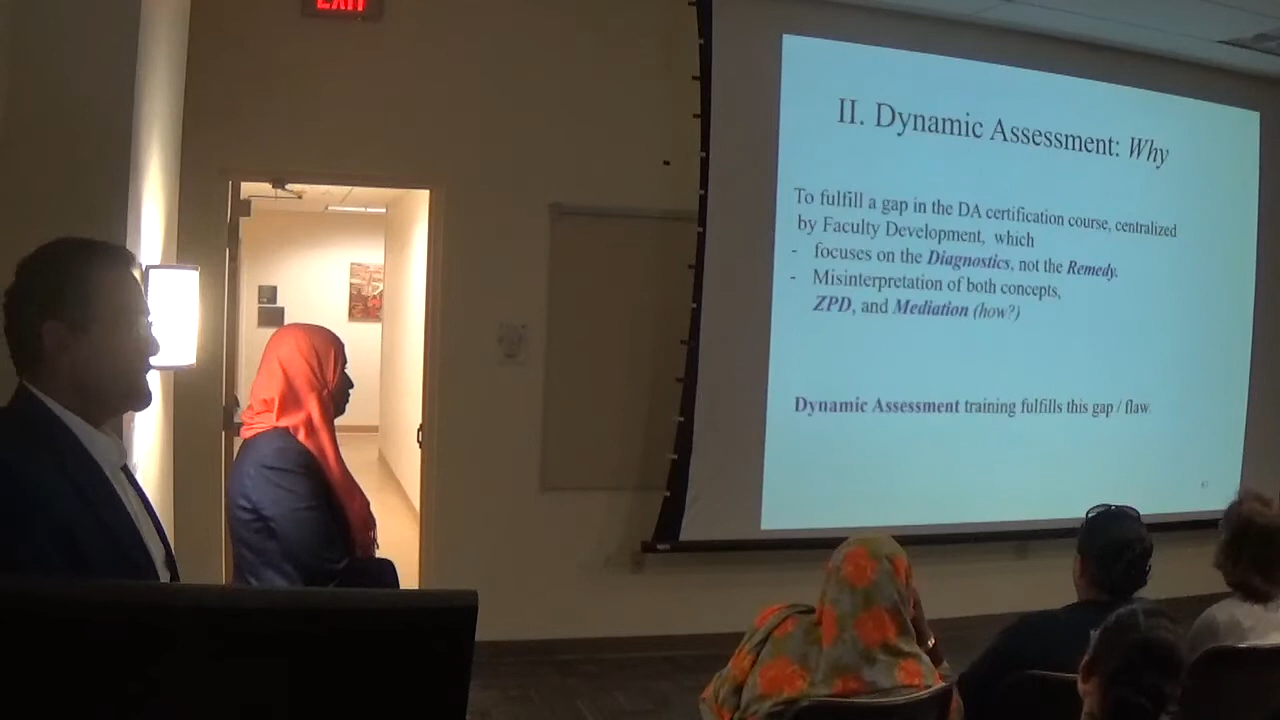 EXIT
II. Dynamic Assessment: Why
To fulfill a gap in the DA certification course, centralized
by Faculty Development, which
- focuses on the Diagnostics, not the Remedy.
- Misinterpretation of both concepts,
ZPD, and Mediation (how?)
Dynamic Assessment training fulfills this gap / flaw.